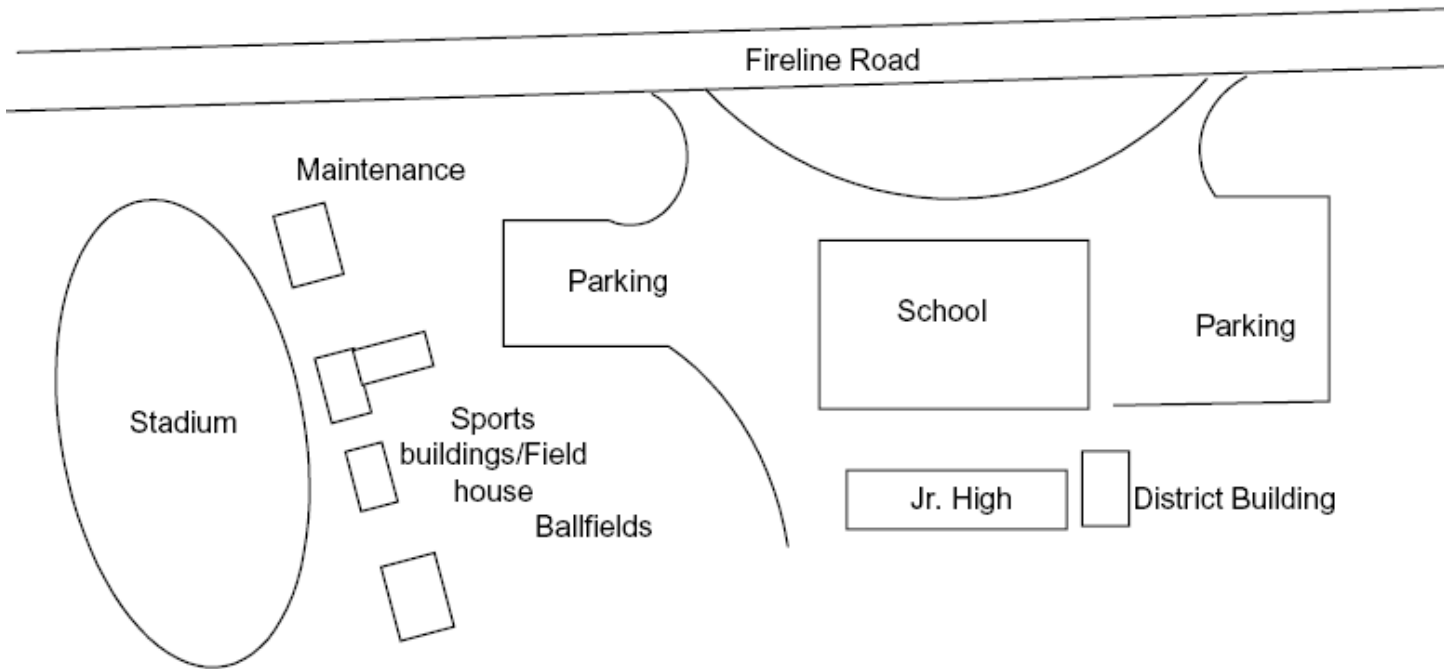 Fireline Road
Maintenance
Parking
School
Parking
Stadium
Sports
buildings/Field
house
Ballfields
Jr. High
District Building